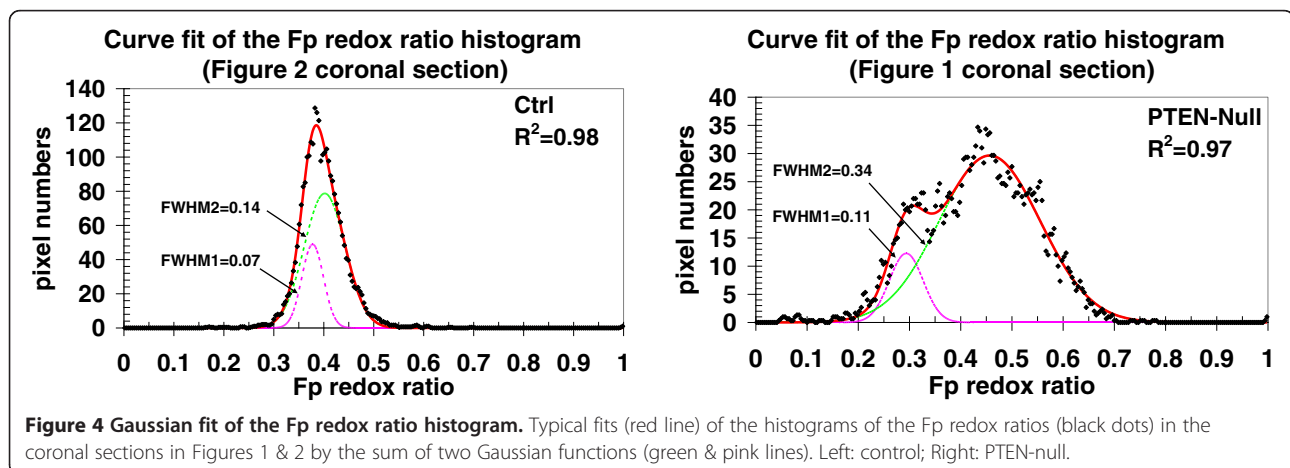 Curve fit of the Fp redox ratio histogram
(Figure 2 coronal section)
140
120
100
80
60
40
20
0
pixel numbers
Ctrl
R²=0.98
FWHM2=0.14
FWHM1=0.07
0 0.1 0.2 0.3 0.4 0.5 0.6 0.7 0.8 0.9 1
Fp redox ratio
Curve fit of the Fp redox ratio histogram
(Figure 1 coronal section)
40
35
30
25
20
15
10
5
0
pixel numbers
PTEN-Null
R²=0.97
FWHM2=0.34
FWHM1=0.11
0 0.1 0.2 0.3 0.4 0.5 0.6 0.7 0.8 0.9 1
Fp redox ratio
Figure 4 Gaussian fit of the Fp redox ratio histogram. Typical fits (red line) of the histograms of the Fp redox ratios (black dots) in the
coronal sections in Figures 1 & 2 by the sum of two Gaussian functions (green & pink lines). Left: control; Right: PTEN-null.